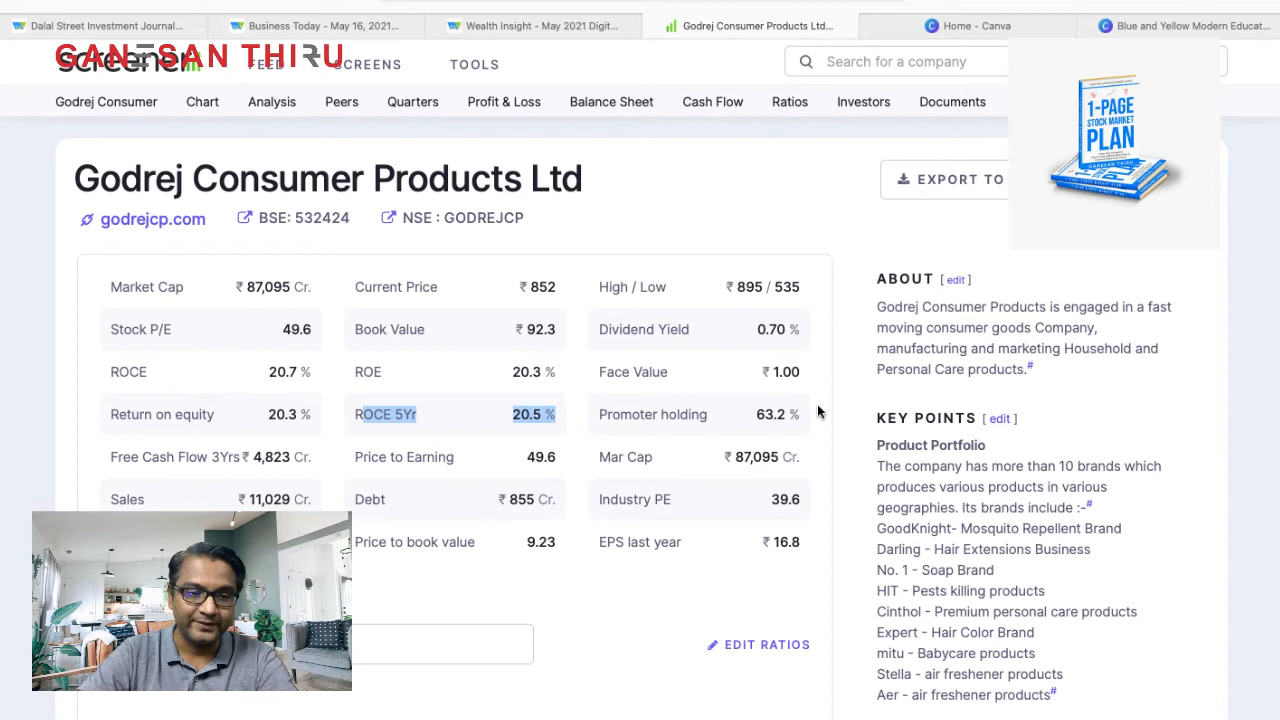 Dalal Street Investment Journal...
Business Today - May 16, 2021...
Wealth Insight - May 2021 Digit...
Godrej Consumer Products Ltd...
Home - Canva
Blue and Yellow Modern Educat...
GANESAN THIRU
screener
FEED
SCREENS
TOOLS
Search for a company
Godrej Consumer
Chart
Analysis
Peers
Quarters
Profit & Loss
Balance Sheet
Cash Flow
Ratios
Investors
Documents
1-PAGE
STOCK MARKET
PLAN
GANESAN THIRU
Godrej Consumer Products Ltd
EXPORT TO
godrejcp.com
BSE: 532424
NSE : GODREJCP
Market Cap ₹ 87,095 Cr.
Current Price ₹ 852
High / Low ₹ 895 / 535
Stock P/E 49.6
Book Value ₹ 92.3
Dividend Yield 0.70 %
ROCE 20.7 %
ROE 20.3 %
Face Value ₹ 1.00
Return on equity 20.3 %
ROCE 5Yr 20.5 %
Promoter holding 63.2 %
Free Cash Flow 3Yrs ₹ 4,823 Cr.
Price to Earning 49.6
Mar Cap ₹ 87,095 Cr.
Sales ₹ 11,029 Cr.
Debt ₹ 855 Cr.
Industry PE 39.6
Price to book value 9.23
EPS last year ₹ 16.8
EDIT RATIOS
ABOUT [ edit ]
Godrej Consumer Products is engaged in a fast
moving consumer goods Company,
manufacturing and marketing Household and
Personal Care products.#
KEY POINTS [ edit ]
Product Portfolio
The company has more than 10 brands which
produces various products in various
geographies. Its brands include :-#
GoodKnight- Mosquito Repellent Brand
Darling - Hair Extensions Business
No. 1 - Soap Brand
HIT - Pests killing products
Cinthol - Premium personal care products
Expert - Hair Color Brand
mitu - Babycare products
Stella - air freshener products
Aer - air freshener products#